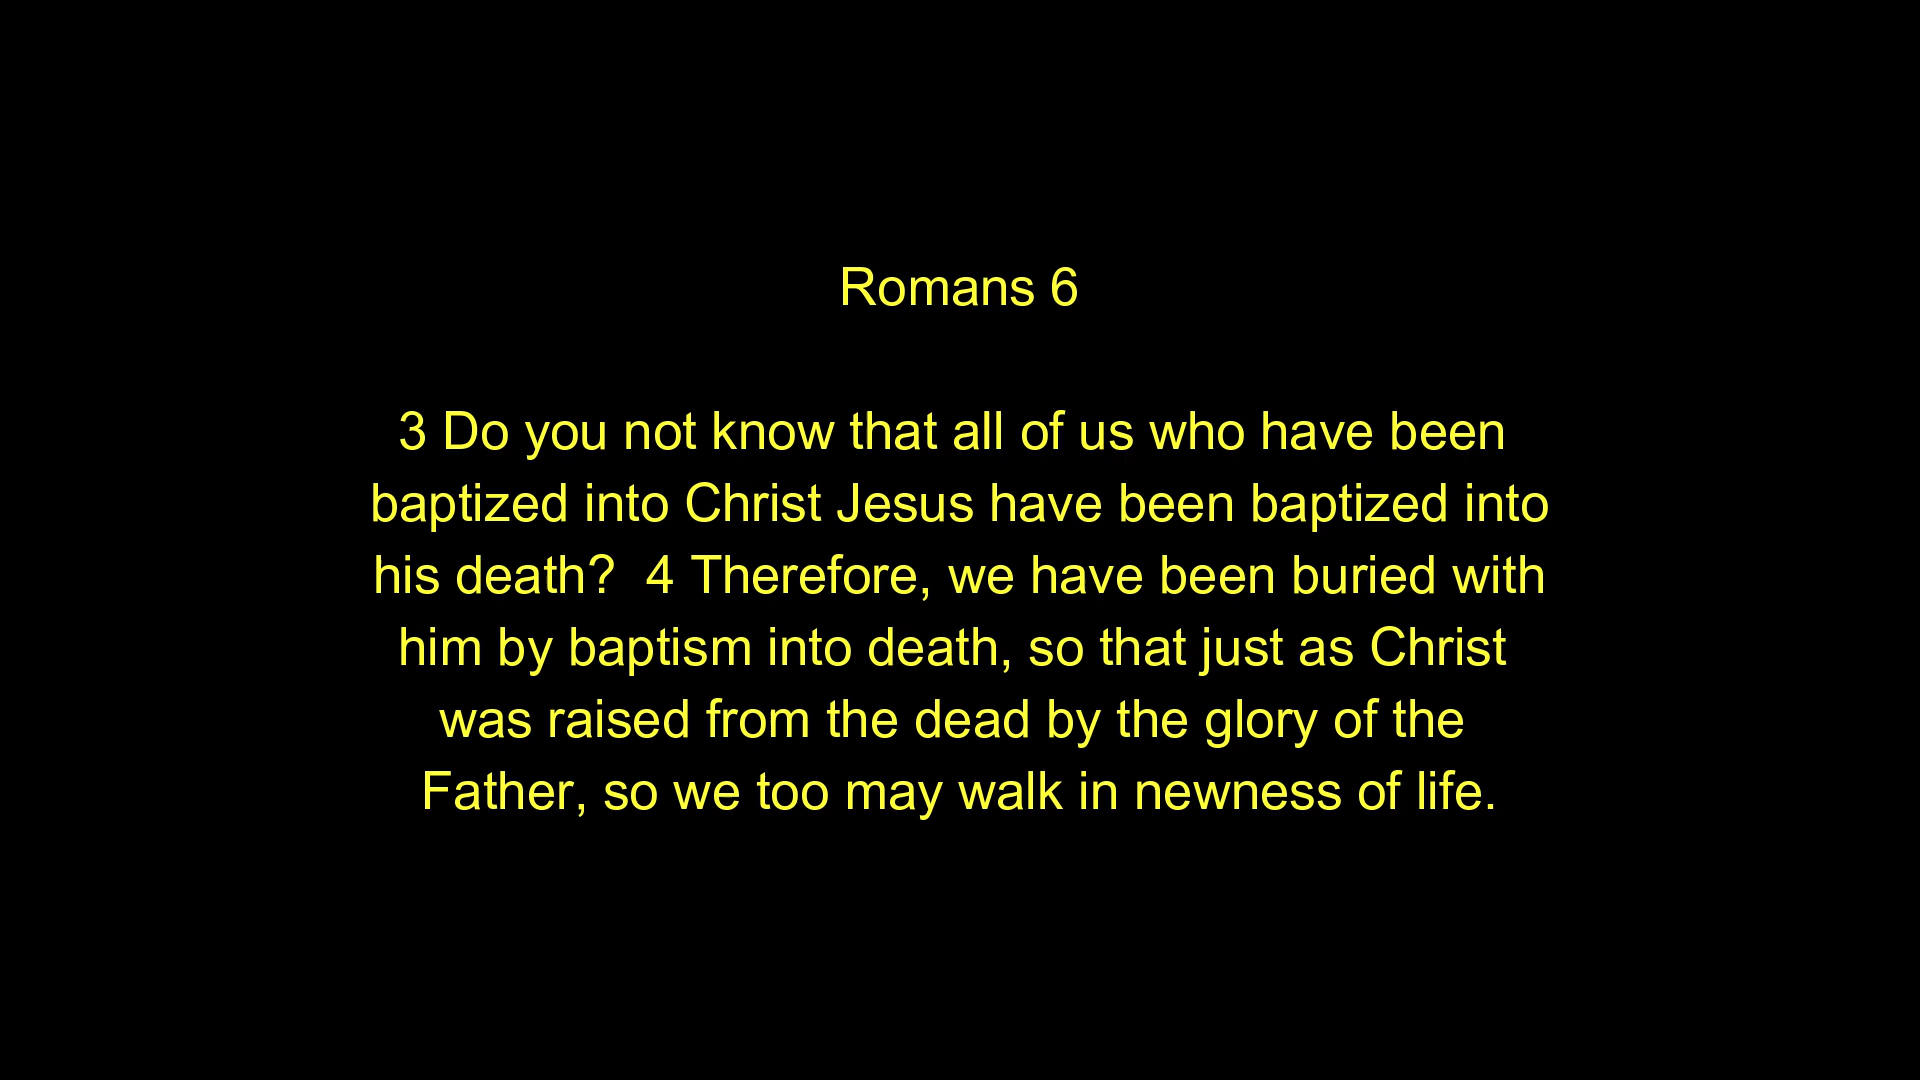 Romans 6
3 Do you not know that all of us who have been
baptized into Christ Jesus have been baptized into
his death?  4 Therefore, we have been buried with
him by baptism into death, so that just as Christ
was raised from the dead by the glory of the
Father, so we too may walk in newness of life.